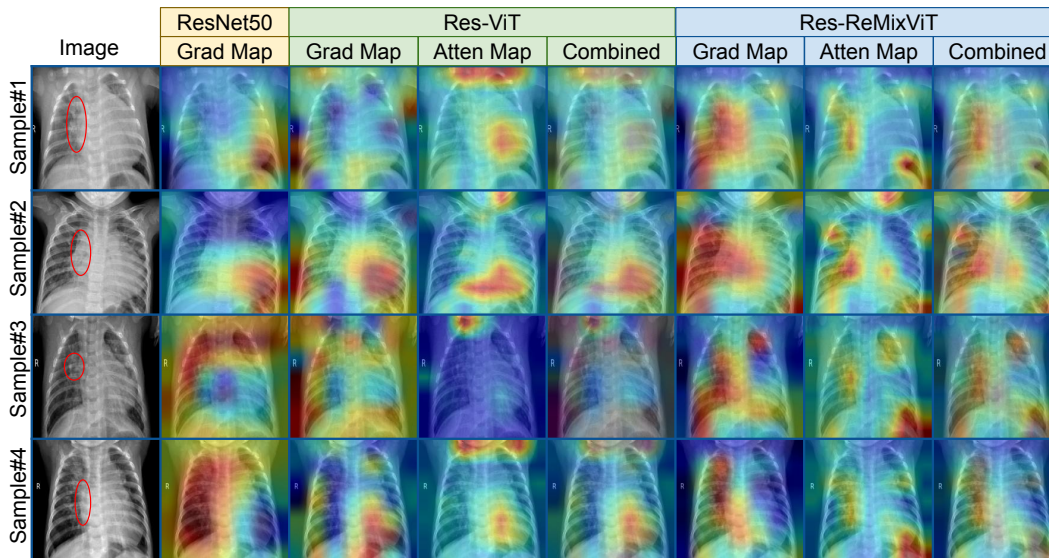 ResNet50 Res-ViT Res-ReMixViT
Image Grad Map Grad Map Atten Map Combined Grad Map Atten Map Combined
Sample#1
Sample#2
Sample#3
R
Sample#4
R